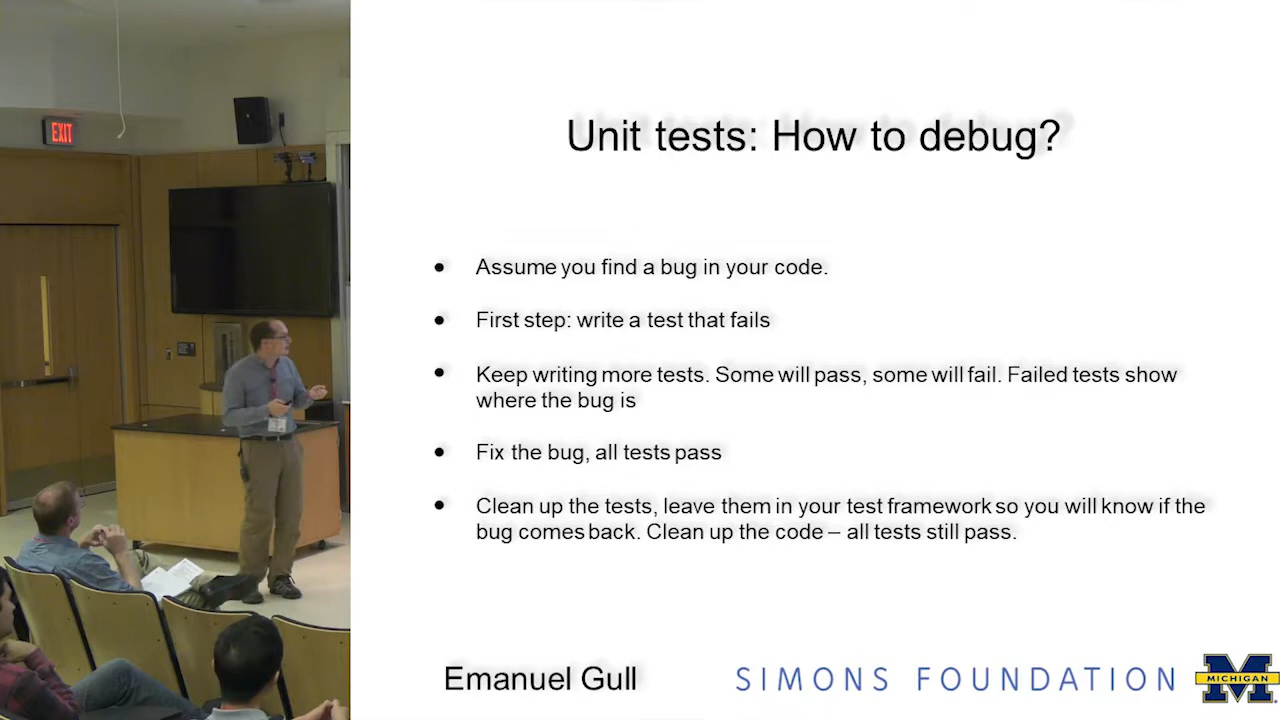 EXIT
Unit tests: How to debug?
• Assume you find a bug in your code.
• First step: write a test that fails
• Keep writing more tests. Some will pass, some will fail. Failed tests show
where the bug is
• Fix the bug, all tests pass
• Clean up the tests, leave them in your test framework so you will know if the
bug comes back. Clean up the code – all tests still pass.
Emanuel Gull
SIMONS FOUNDATION
M
MICHIGAN